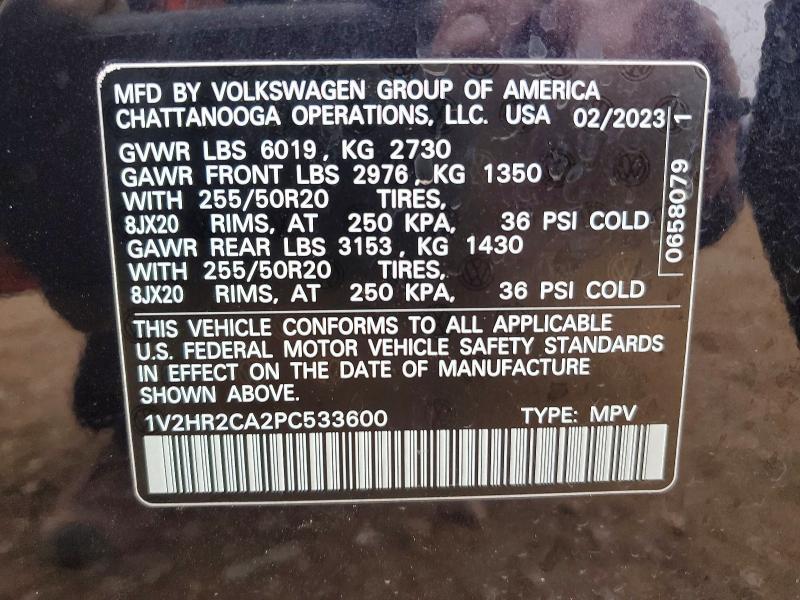 MFD BY VOLKSWAGEN GROUP OF AMERICA
CHATTANOOGA OPERATIONS, LLC. USA 02/2023
GVWR LBS 6019, KG 2730
GAWR FRONT LBS 2976, KG 1350
WITH 255/50R20 TIRES,
8JX20 RIMS, AT 250 KPA, 36 PSI COLD
GAWR REAR LBS 3153, KG 1430
WITH 255/50R20 TIRES,
8JX20 RIMS, AT 250 KPA, 36 PSI COLD
THIS VEHICLE CONFORMS TO ALL APPLICABLE
U.S. FEDERAL MOTOR VEHICLE SAFETY STANDARDS
IN EFFECT ON THE DATE OF MANUFACTURE
SHOWN ABOVE.
1V2HR2CA2PC533600 TYPE: MPV
0658079 1